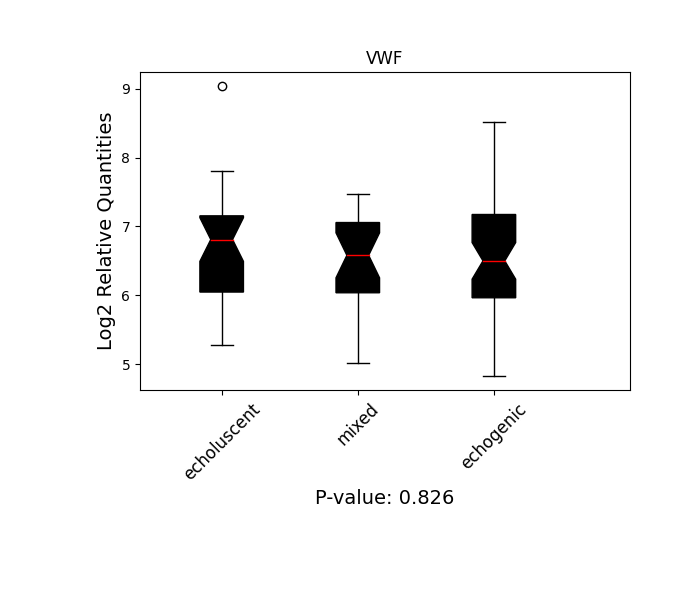 VWF
Log2 Relative Quantities
9
8
7
6
5
echoluscent
mixed
echogenic
P-value: 0.826